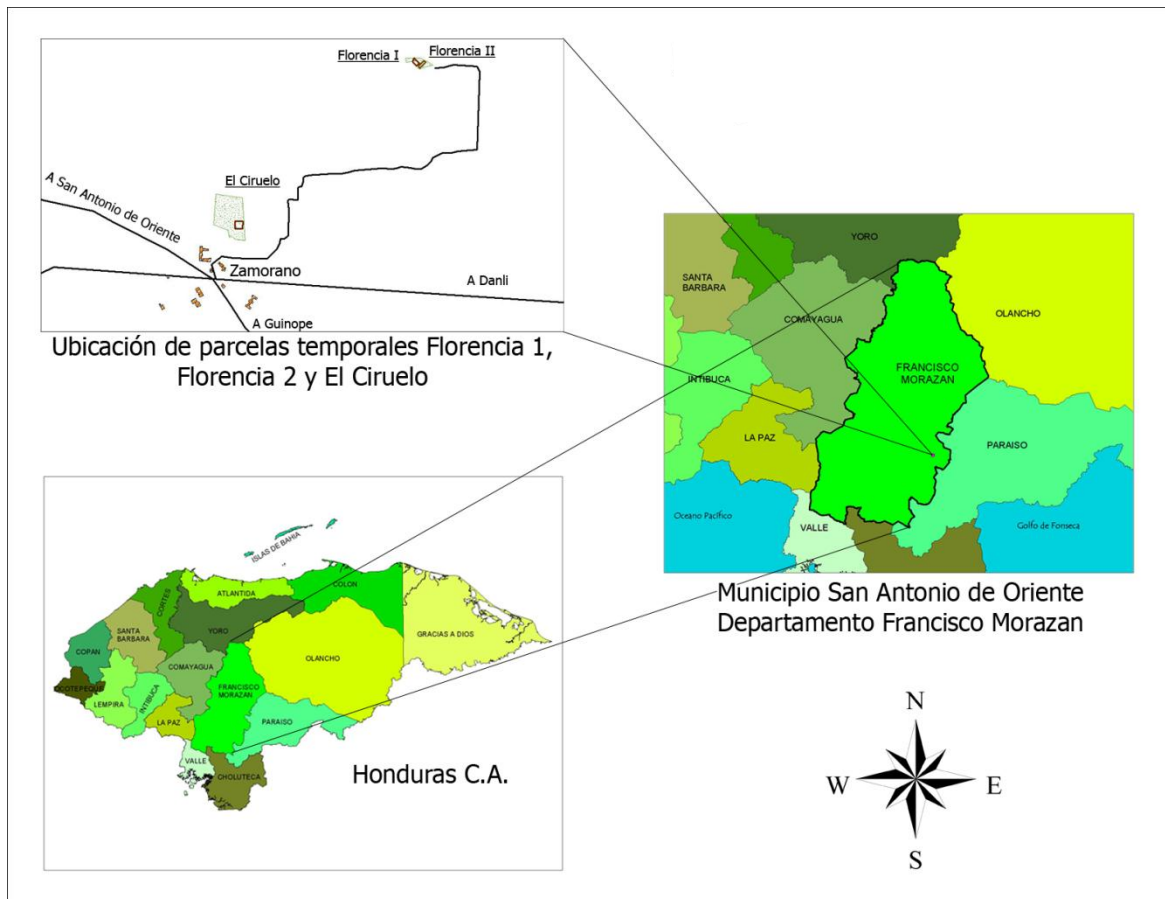 Florencia I
Florencia II
El Ciruelo
A San Antonio de Oriente
Zamorano
A Danli
A Guinope
Ubicación de parcelas temporales Florencia 1,
Florencia 2 y El Ciruelo
YORO
SANTA
BARBARA
COMAYAGUA
OLANCHO
FRANCISCO
MORAZAN
INTIBUCA
LA PAZ
PARAISO
Oceano Pacífico
VALLE
Golfo de Fonseca
Municipio San Antonio de Oriente
Departamento Francisco Morazan
ISLAS DE BAHIA
ATLANTIDA
COLON
CORTES
YORO
GRACIAS A DIOS
SANTA
BARBARA
COPAN
COMAYAGUA
OLANCHO
OCOTEPEQUE
FRANCISCO
MORAZAN
LEMPIRA
INTIBUCA
LA PAZ
PARAISO
VALLE
CHOLUTECA
Honduras C.A.
N
W
E
S